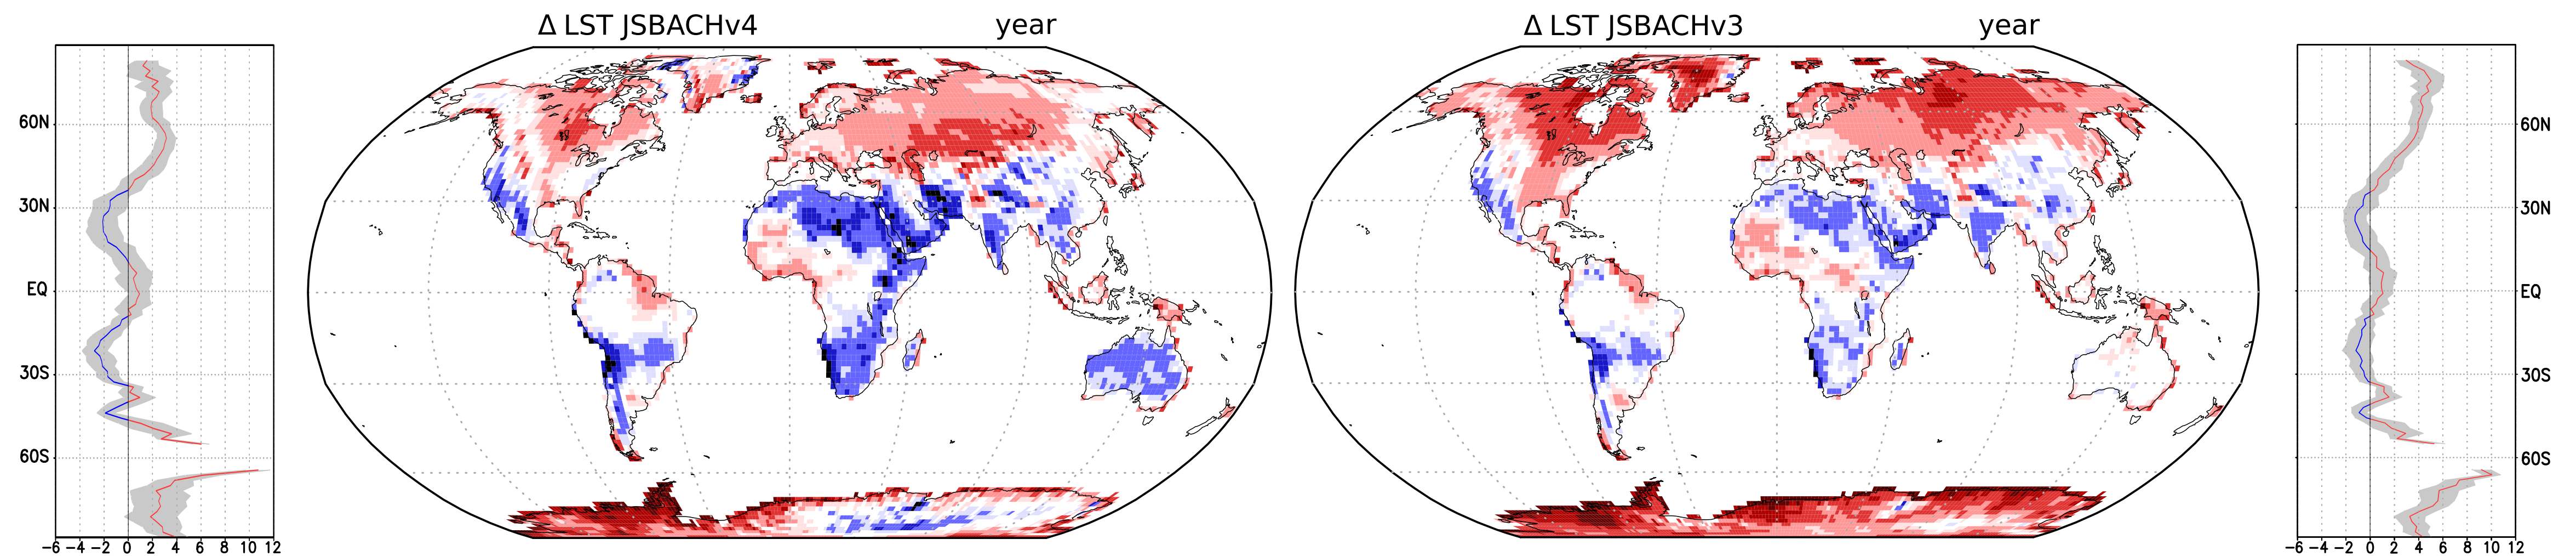 Δ LST JSBACHv4 year
Δ LST JSBACHv3 year
60N
30N
EQ
30S
60S
-6 -4 -2 0 2 4 6 8 10 12
60N
30N
EQ
30S
60S
-6 -4 -2 0 2 4 6 8 10 12